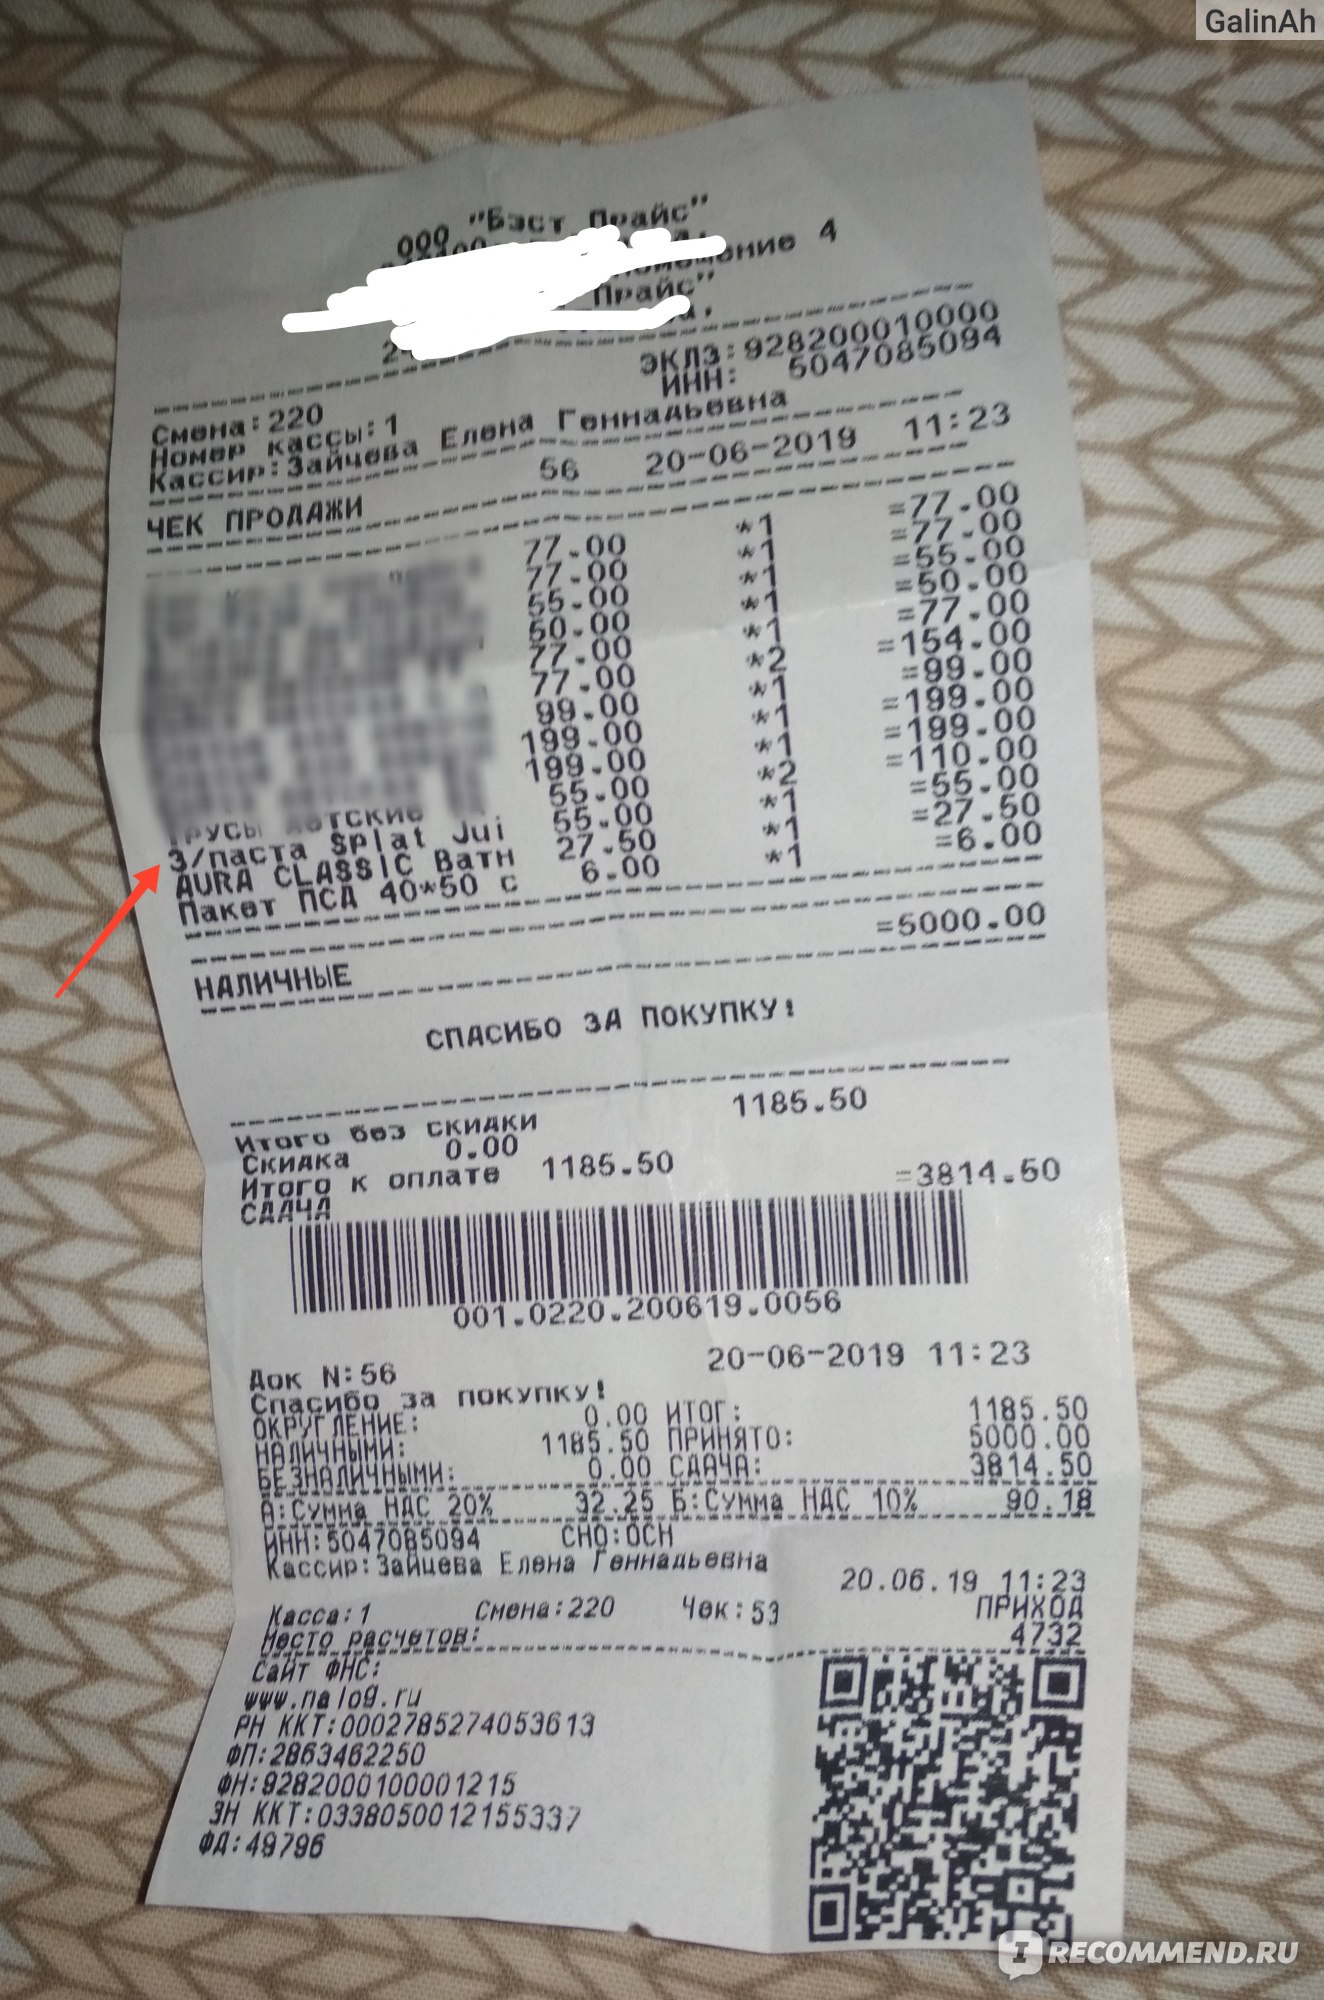 GalinAh
ООО "Бэст Прайс"
помещение 4
Прайс"
ЭКЛЗ:928200010000
ИНН: 5047085094
Смена:220
Номер кассы:1
Кассир:Зайчева Елена Геннадьевна
ЧЕК ПРОДАЖИ 56 20-06-2019 11:23
77.00 *1 =77.00
77.00 *1 =77.00
55.00 *1 =55.00
50.00 *1 =50.00
77.00 *1 =77.00
77.00 *2 =154.00
99.00 *1 =99.00
199.00 *1 =199.00
199.00 *1 =199.00
Трусы детские 55.00 *2 =110.00
З/паста Splat Jui 55.00 *1 =55.00
AURA CLASSIC Ватн 27.50 *1 =27.50
Пакет ПСД 40*50 с 6.00 *1 =6.00
НАЛИЧНЫЕ =5000.00
СПАСИБО ЗА ПОКУПКУ!
Итого без скидки 1185.50
Скидка 0.00
Итого к оплате 1185.50
СДАЧА =3814.50
001.0220.200619.0056
Док N:56 20-06-2019 11:23
Спасибо за покупку!
ОКРУГЛЕНИЕ: 0.00 ИТОГ: 1185.50
НАЛИЧНЫМИ: 1185.50 ПРИНЯТО: 5000.00
БЕЗНАЛИЧНЫМИ: 0.00 СДАЧА: 3814.50
А:Сумма НДС 20% 32.25 Б:Сумма НДС 10% 90.18
ИНН:5047085094 СНО:ОСН
Кассир:Зайцева Елена Геннадьевна
20.06.19 11:23
Касса:1 Смена:220 Чек:53 ПРИХОД
Место расчетов: 4732
Сайт ФНС:
www.nalog.ru
РН ККТ:0002785274053613
ФП:2863462250
ФН:9282000100001215
ЗН ККТ:0338050012155337
ФД:49796
IRECOMMEND.RU